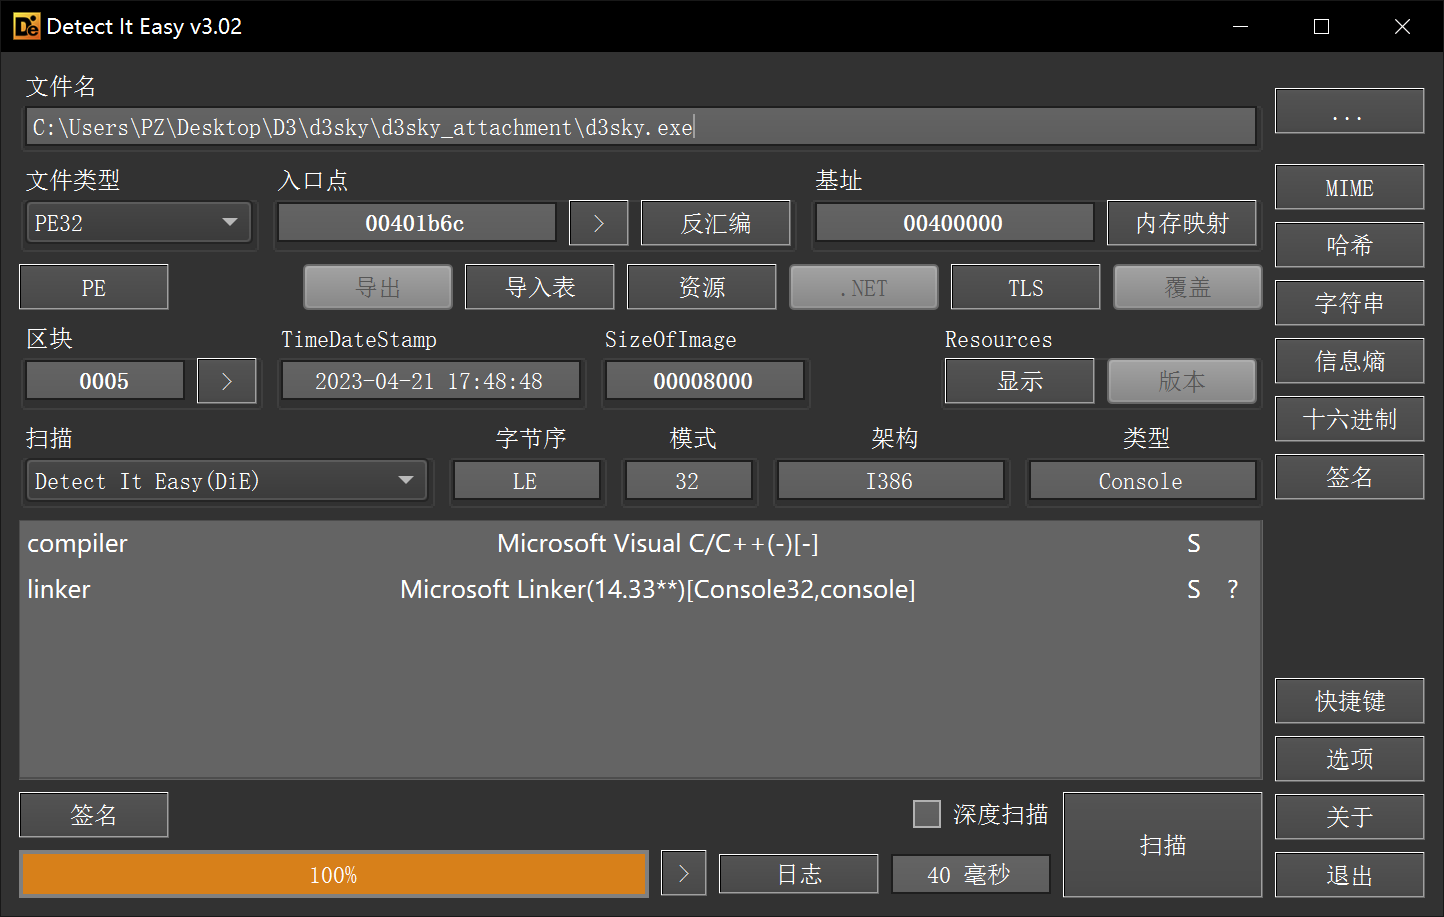 Detect It Easy v3.02
文件名
C:\Users\PZ\Desktop\D3\d3sky\d3sky_attachment\d3sky.exe
...
文件类型 入口点 基址
PE32 00401b6c > 反汇编 00400000 内存映射
MIME
哈希
PE 导出 导入表 资源 .NET TLS 覆盖
字符串
区块 TimeDateStamp SizeOfImage Resources
0005 > 2023-04-21 17:48:48 00008000 显示 版本
信息熵
十六进制
扫描 字节序 模式 架构 类型
Detect It Easy(DiE) LE 32 I386 Console
签名
compiler Microsoft Visual C/C++(-)[-] S
linker Microsoft Linker(14.33**)[Console32,console] S ?
快捷键
选项
签名 深度扫描 扫描
关于
100% > 日志 40 毫秒
退出